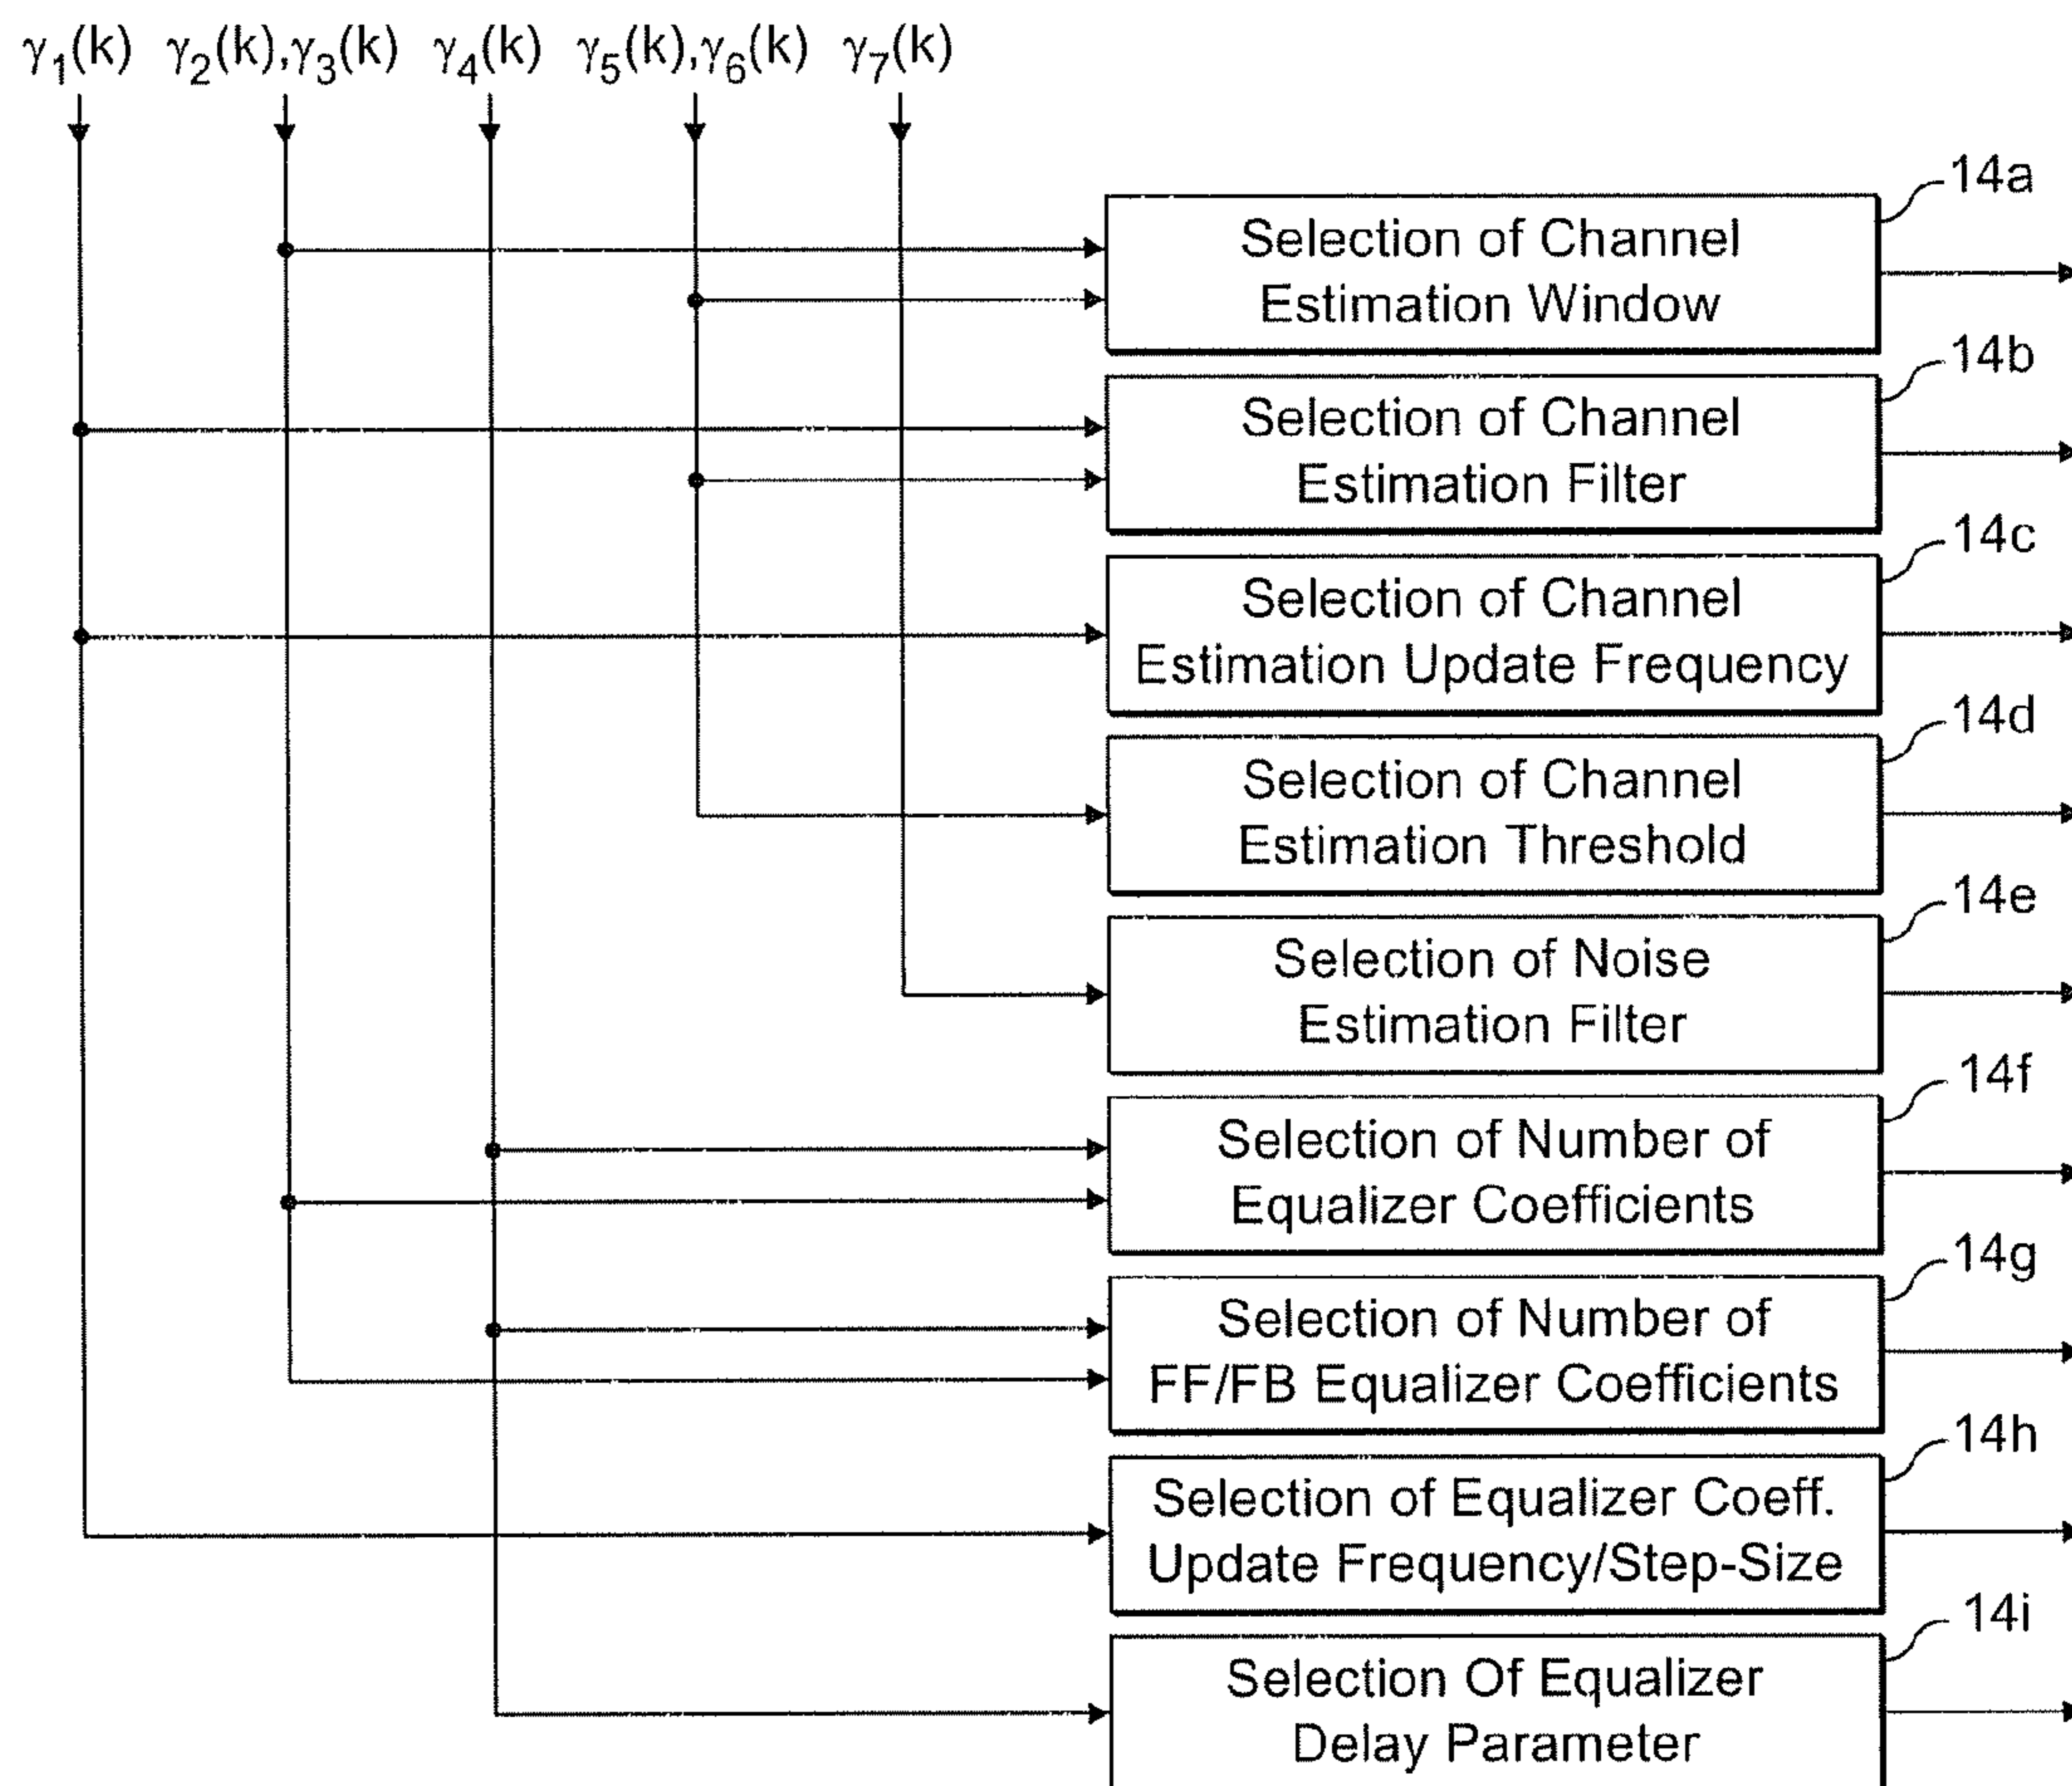 γ1(k) γ2(k),γ3(k) γ4(k) γ5(k),γ6(k) γ7(k)
14a
Selection of Channel
Estimation Window
14b
Selection of Channel
Estimation Filter
14c
Selection of Channel
Estimation Update Frequency
14d
Selection of Channel
Estimation Threshold
14e
Selection of Noise
Estimation Filter
14f
Selection of Number of
Equalizer Coefficients
14g
Selection of Number of
FF/FB Equalizer Coefficients
14h
Selection of Equalizer Coeff.
Update Frequency/Step-Size
14i
Selection Of Equalizer
Delay Parameter